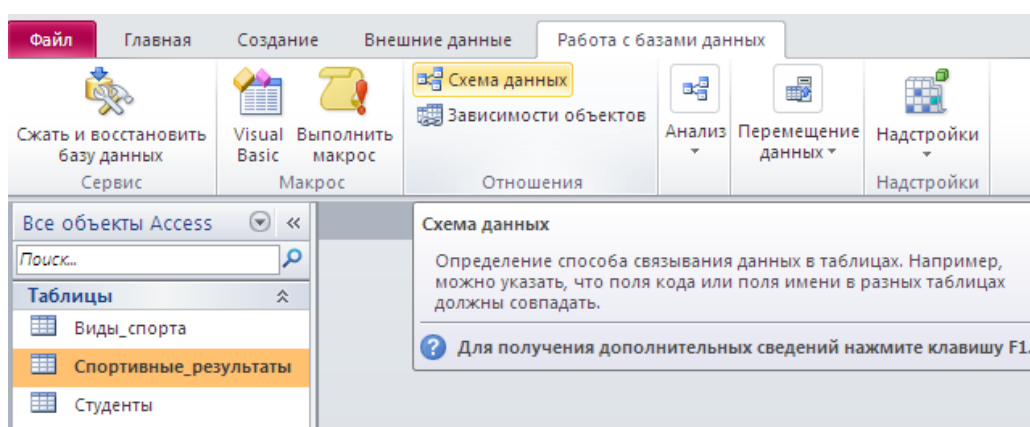 Файл Главная Создание Внешние данные Работа с базами данных
Схема данных
Зависимости объектов
Сжать и восстановить
базу данных
Visual
Basic
Выполнить
макрос
Анализ
Перемещение
данных
Надстройки
Сервис Макрос Отношения Надстройки
Все объекты Access
Поиск...
Таблицы
Виды_спорта
Спортивные_результаты
Студенты
Схема данных
Определение способа связывания данных в таблицах. Например,
можно указать, что поля кода или поля имени в разных таблицах
должны совпадать.
Для получения дополнительных сведений нажмите клавишу F1.